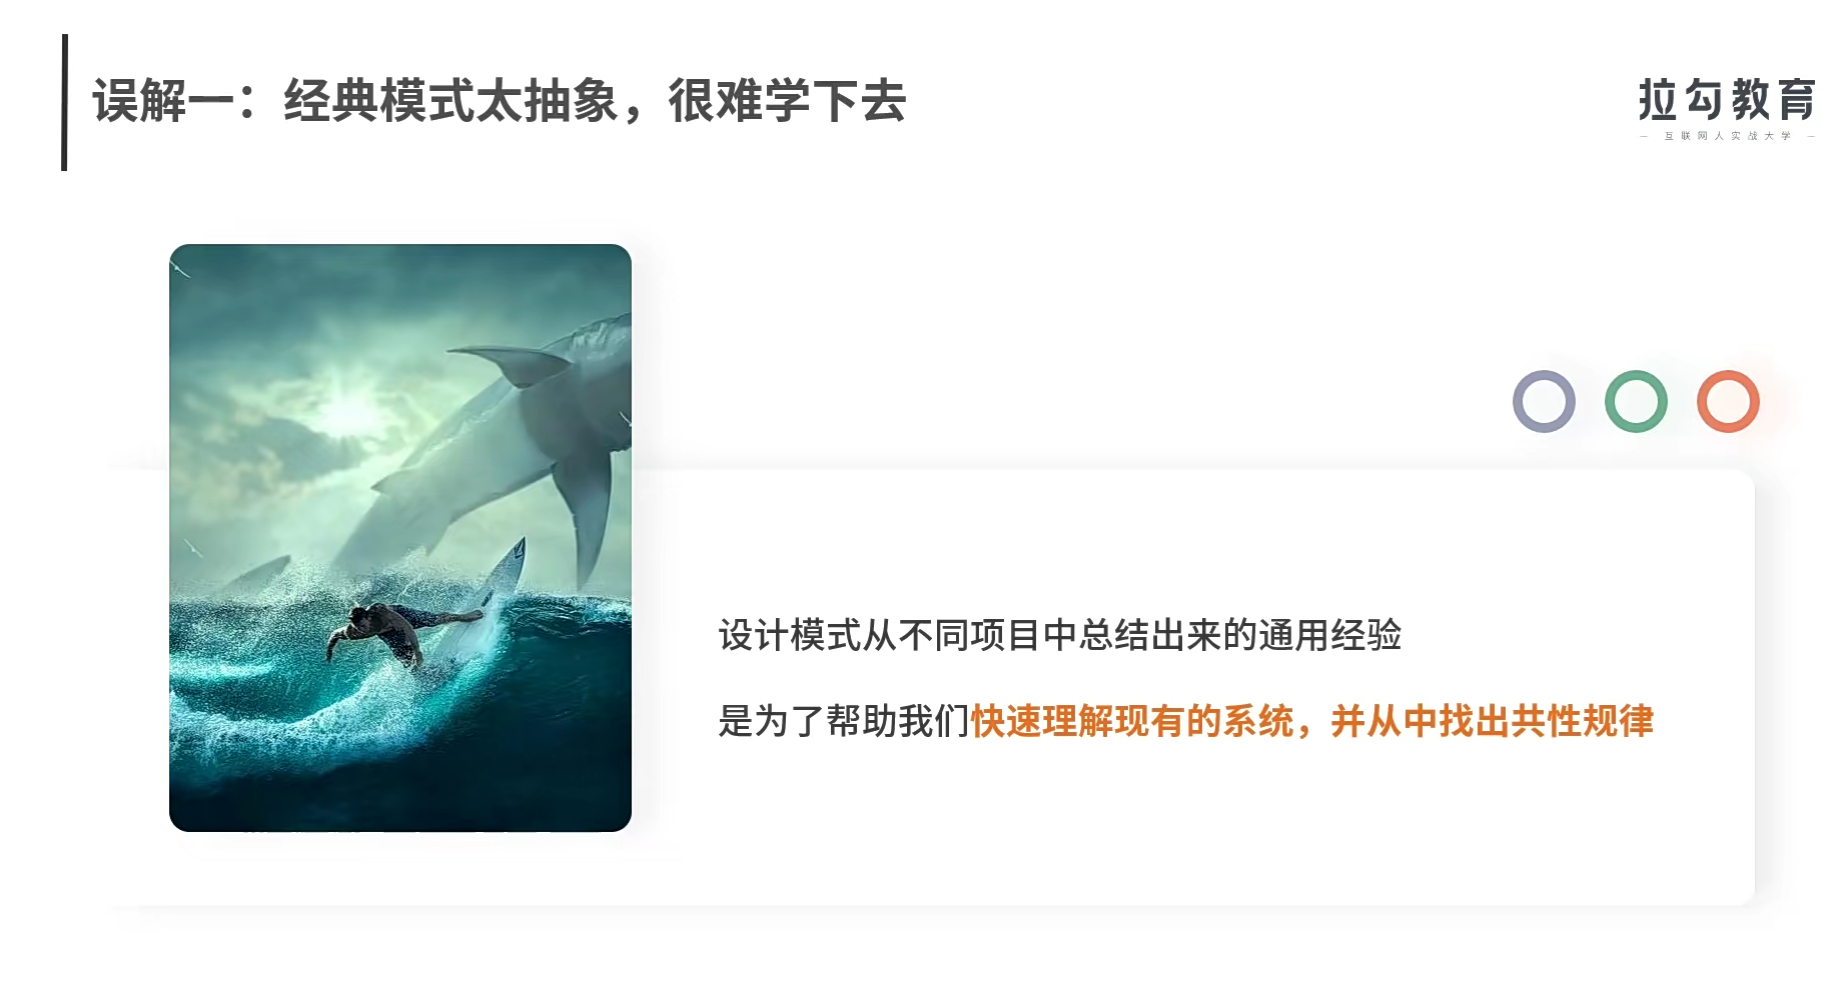 误解一：经典模式太抽象，很难学下去
拉勾教育
— 互联网人实战大学 —
设计模式从不同项目中总结出来的通用经验
是为了帮助我们快速理解现有的系统，并从中找出共性规律